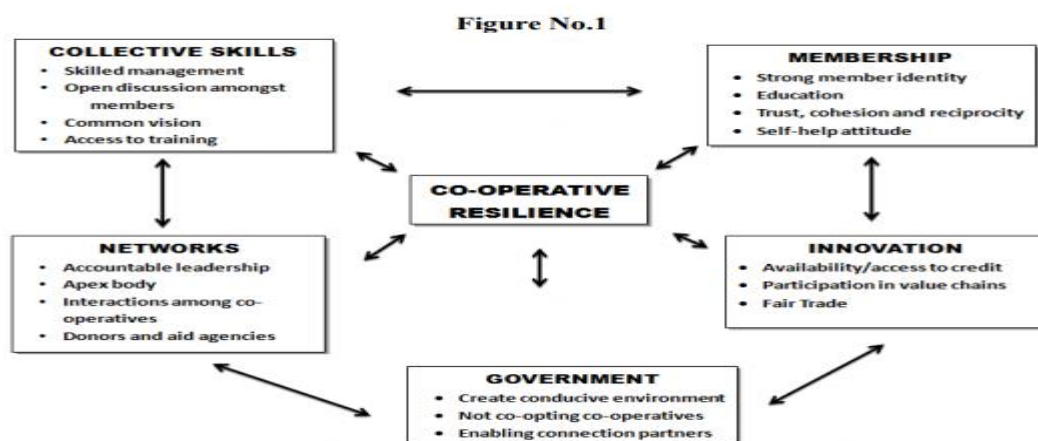 Figure No.1
COLLECTIVE SKILLS
• Skilled management
• Open discussion amongst
members
• Common vision
• Access to training
MEMBERSHIP
• Strong member identity
• Education
• Trust, cohesion and reciprocity
• Self-help attitude
CO-OPERATIVE
RESILIENCE
NETWORKS
• Accountable leadership
• Apex body
• Interactions among co-
operatives
• Donors and aid agencies
INNOVATION
• Availability/access to credit
• Participation in value chains
• Fair Trade
GOVERNMENT
• Create conducive environment
• Not co-opting co-operatives
• Enabling connection partners